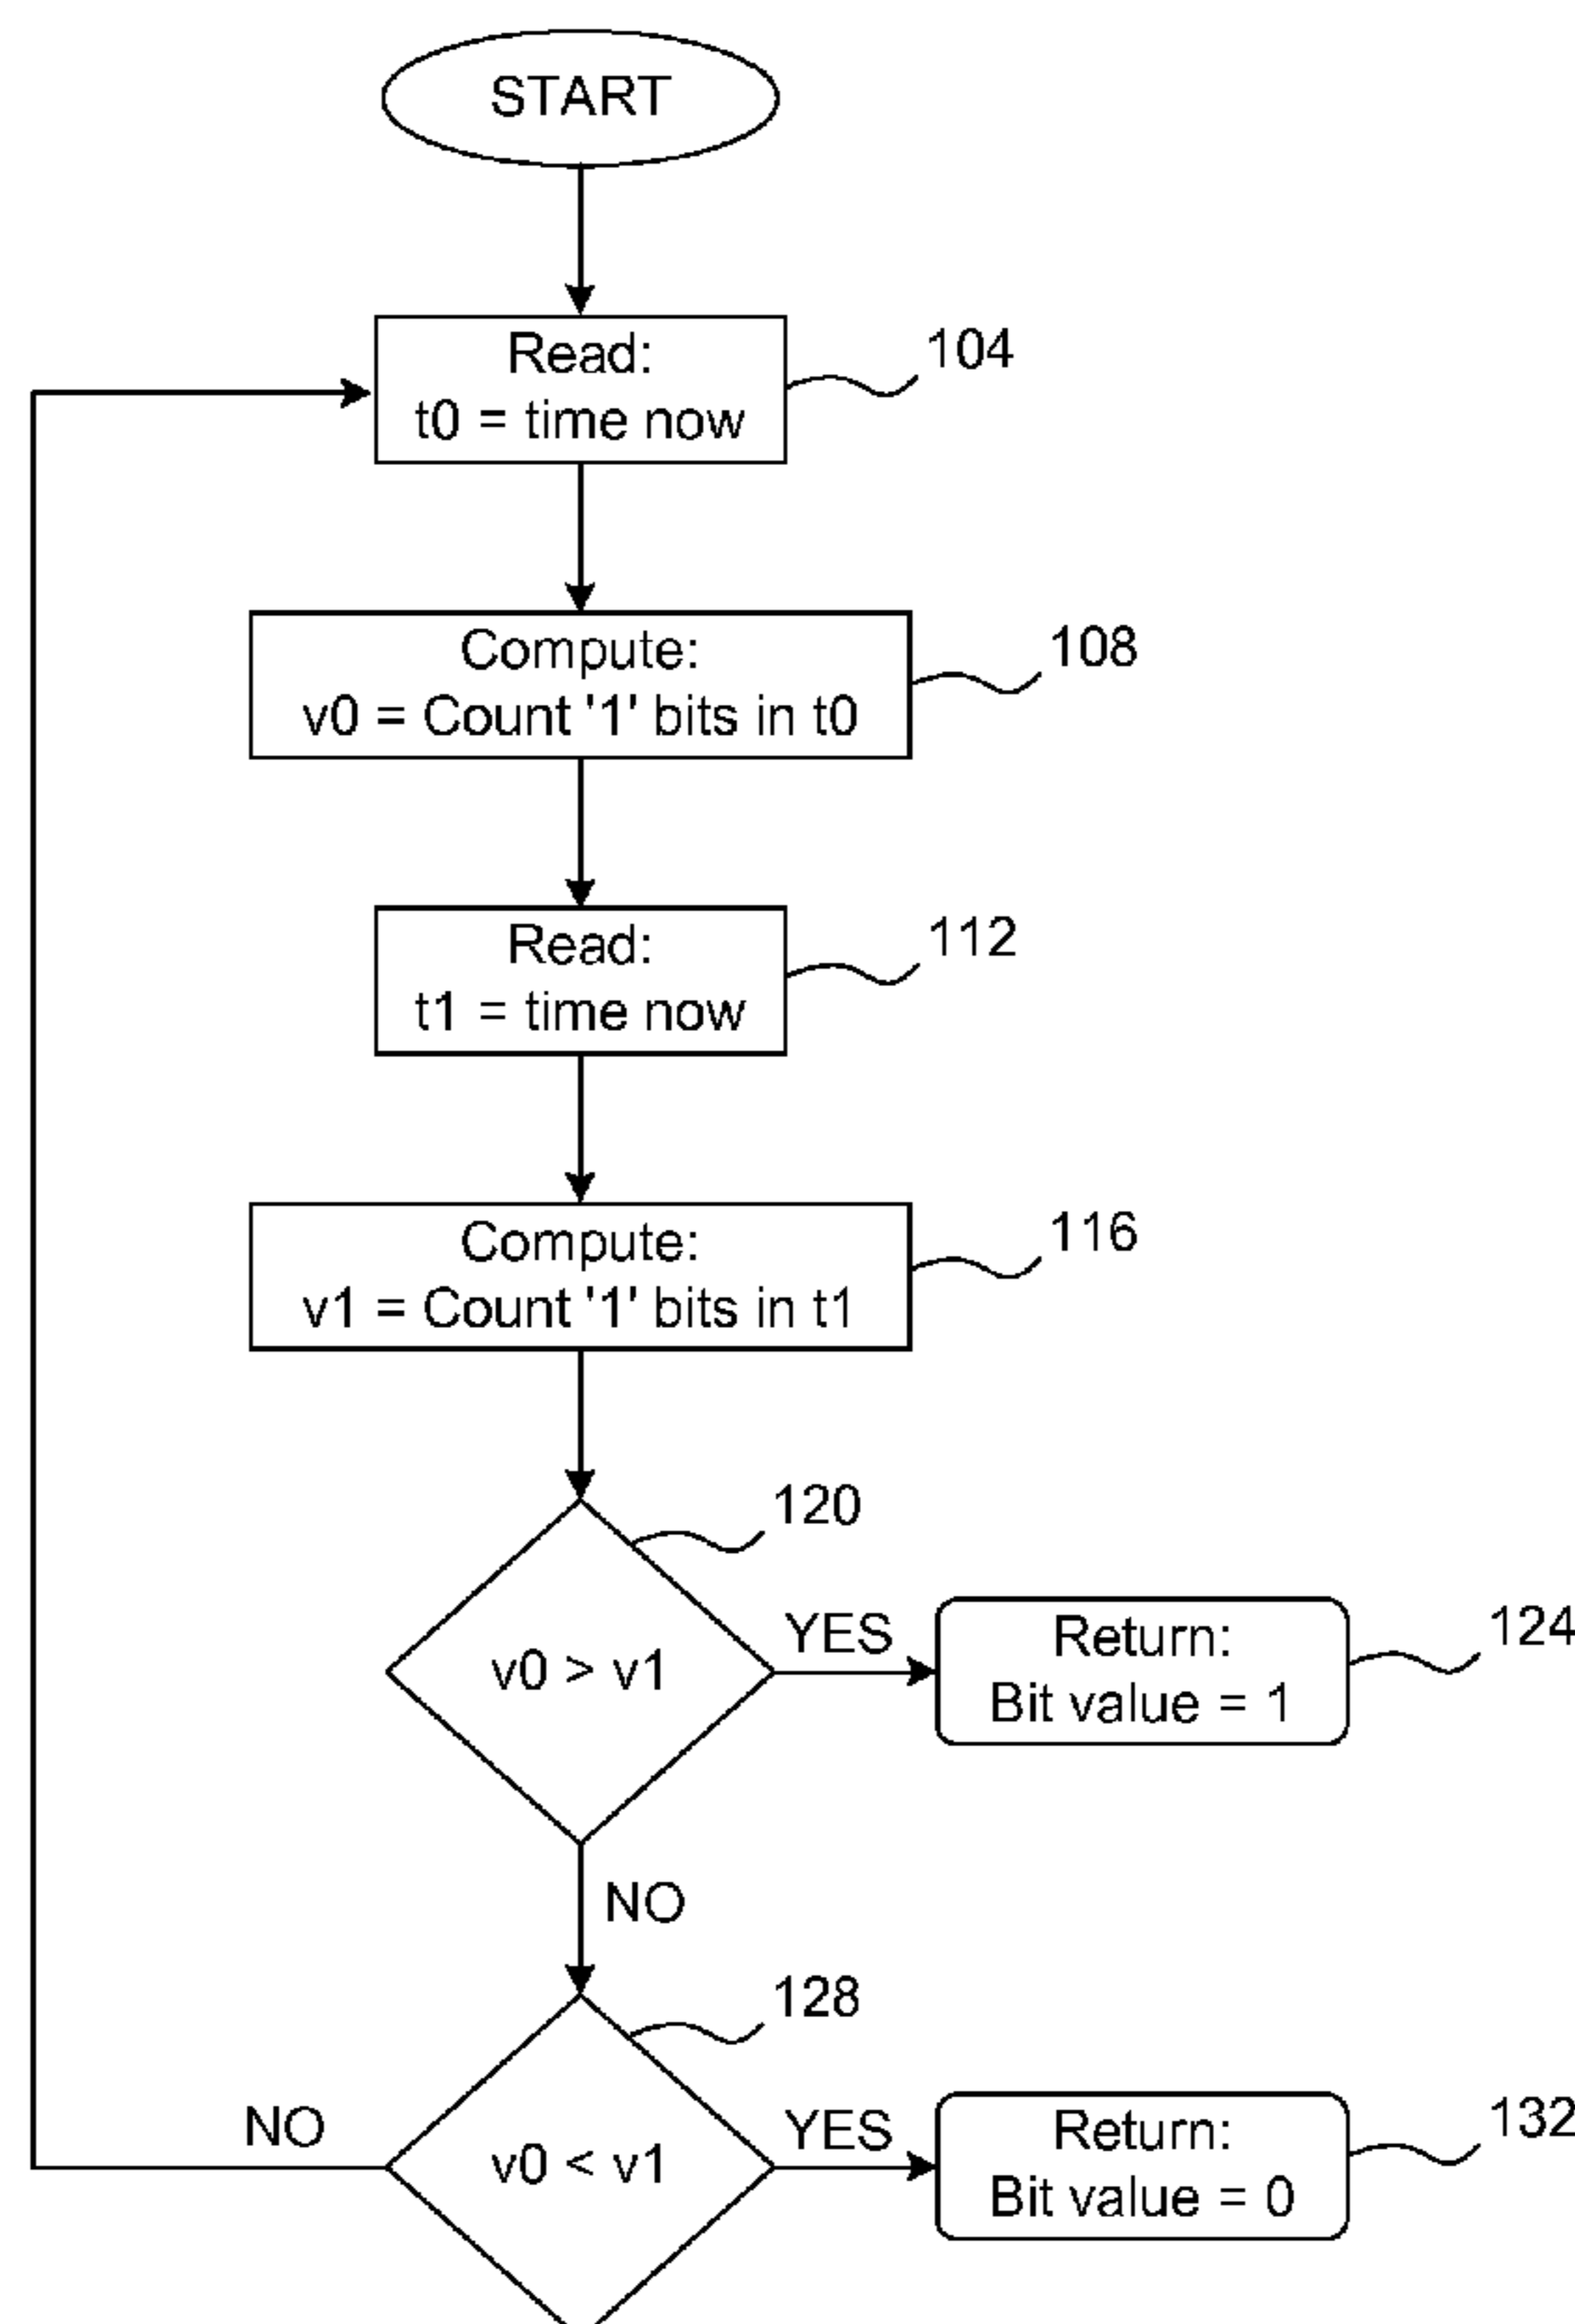 START
Read:
t0 = time now
104
Compute:
v0 = Count '1' bits in t0
108
Read:
t1 = time now
112
Compute:
v1 = Count '1' bits in t1
116
120
v0 > v1
YES
Return:
Bit value = 1
124
NO
128
v0 < v1
NO
YES
Return:
Bit value = 0
132